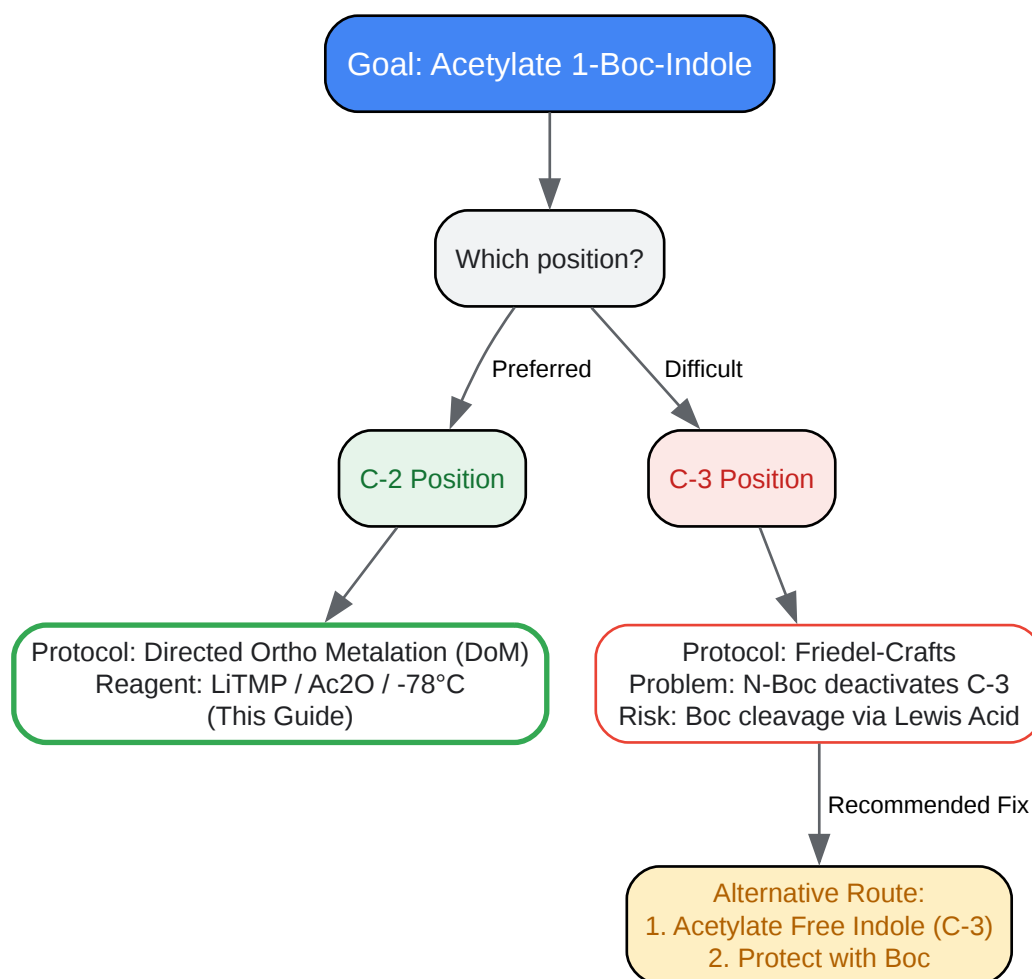 Goal: Acetylate 1-Boc-Indole
Which position?
Preferred
Difficult
C-2 Position
C-3 Position
Protocol: Directed Ortho Metalation (DoM)
Reagent: LiTMP / Ac2O / -78°C
(This Guide)
Protocol: Friedel-Crafts
Problem: N-Boc deactivates C-3
Risk: Boc cleavage via Lewis Acid
Recommended Fix
Alternative Route:
1. Acetylate Free Indole (C-3)
2. Protect with Boc